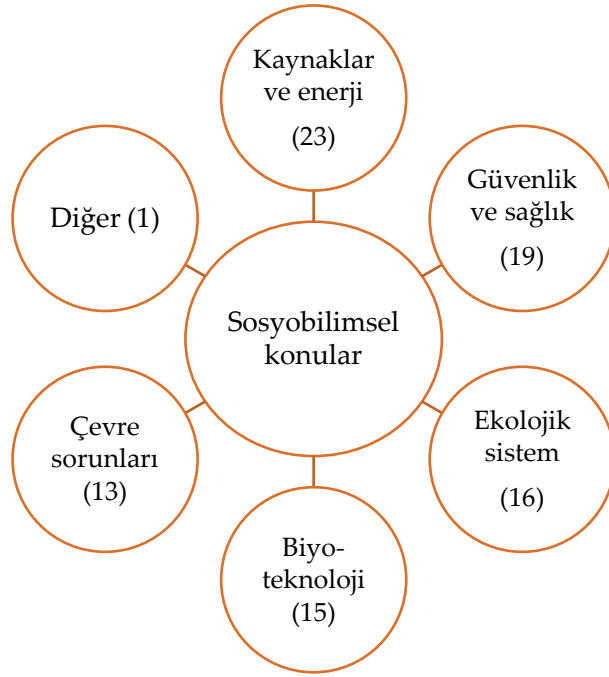 Kaynaklar
ve enerji
(23)
Güvenlik
ve sağlık
(19)
Diğer (1)
Sosyobilimsel
konular
Çevre
sorunları
(13)
Ekolojik
sistem
(16)
Biyo-
teknoloji
(15)